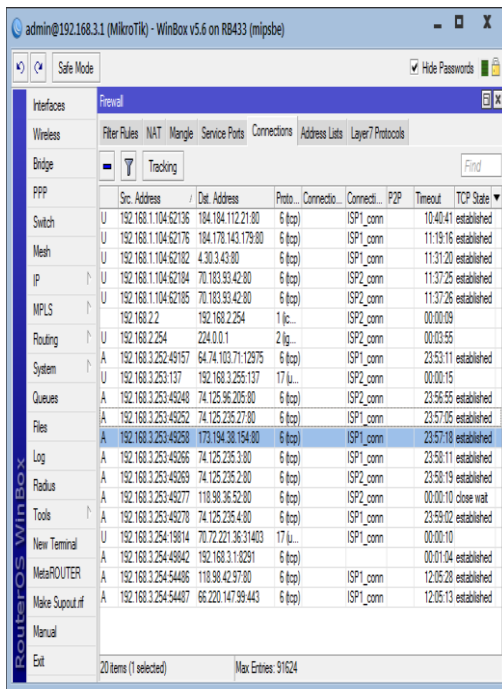 admin@192.168.3.1 (MikroTik) - WinBox v5.6 on RB433 (mipsbe)
Safe Mode
Hide Passwords
Interfaces
Wireless
Bridge
PPP
Switch
Mesh
IP
MPLS
Routing
System
Queues
Files
Log
Radius
Tools
New Terminal
MetaROUTER
Make Supout.rif
Manual
Exit
RouterOS WinBox
Firewall
Filter Rules NAT Mangle Service Ports Connections Address Lists Layer7 Protocols
Tracking Find
Src. Address / Dst. Address Proto... Connectio... Connecti... P2P Timeout TCP State
U 192.168.1.104:62136 184.184.112.21:80 6 (tcp) ISP1_conn 10:40:41 established
U 192.168.1.104:62176 184.178.143.179:80 6 (tcp) ISP1_conn 11:19:16 established
U 192.168.1.104:62182 4.30.3.43:80 6 (tcp) ISP1_conn 11:31:20 established
U 192.168.1.104:62184 70.183.93.42:80 6 (tcp) ISP2_conn 11:37:25 established
U 192.168.1.104:62185 70.183.93.42:80 6 (tcp) ISP2_conn 11:37:26 established
192.168.2.2 192.168.2.254 1 (ic... ISP2_conn 00:00:09
U 192.168.2.254 224.0.0.1 2 (ig... ISP2_conn 00:03:55
A 192.168.3.252:49157 64.74.103.71:12975 6 (tcp) ISP1_conn 23:53:11 established
U 192.168.3.253:137 192.168.3.255:137 17 (u... ISP2_conn 00:00:15
A 192.168.3.253:49248 74.125.96.205:80 6 (tcp) ISP2_conn 23:56:55 established
A 192.168.3.253:49252 74.125.235.27:80 6 (tcp) ISP1_conn 23:57:05 established
A 192.168.3.253:49258 173.194.38.154:80 6 (tcp) ISP1_conn 23:57:18 established
A 192.168.3.253:49266 74.125.235.3:80 6 (tcp) ISP1_conn 23:58:11 established
A 192.168.3.253:49269 74.125.235.3:80 6 (tcp) ISP2_conn 23:58:19 established
A 192.168.3.253:49277 118.98.36.52:80 6 (tcp) ISP2_conn 00:00:10 close wait
A 192.168.3.253:49278 74.125.235.4:80 6 (tcp) ISP1_conn 23:59:02 established
U 192.168.3.254:19814 70.72.221.36:31403 17 (u... ISP1_conn 00:00:10
A 192.168.3.254:49842 192.168.3.1:8291 6 (tcp) 00:01:04 established
A 192.168.3.254:54486 118.98.42.97:80 6 (tcp) ISP1_conn 12:05:28 established
A 192.168.3.254:54487 66.220.147.99:443 6 (tcp) ISP1_conn 12:05:13 established
20 items (1 selected) Max Entries: 91624